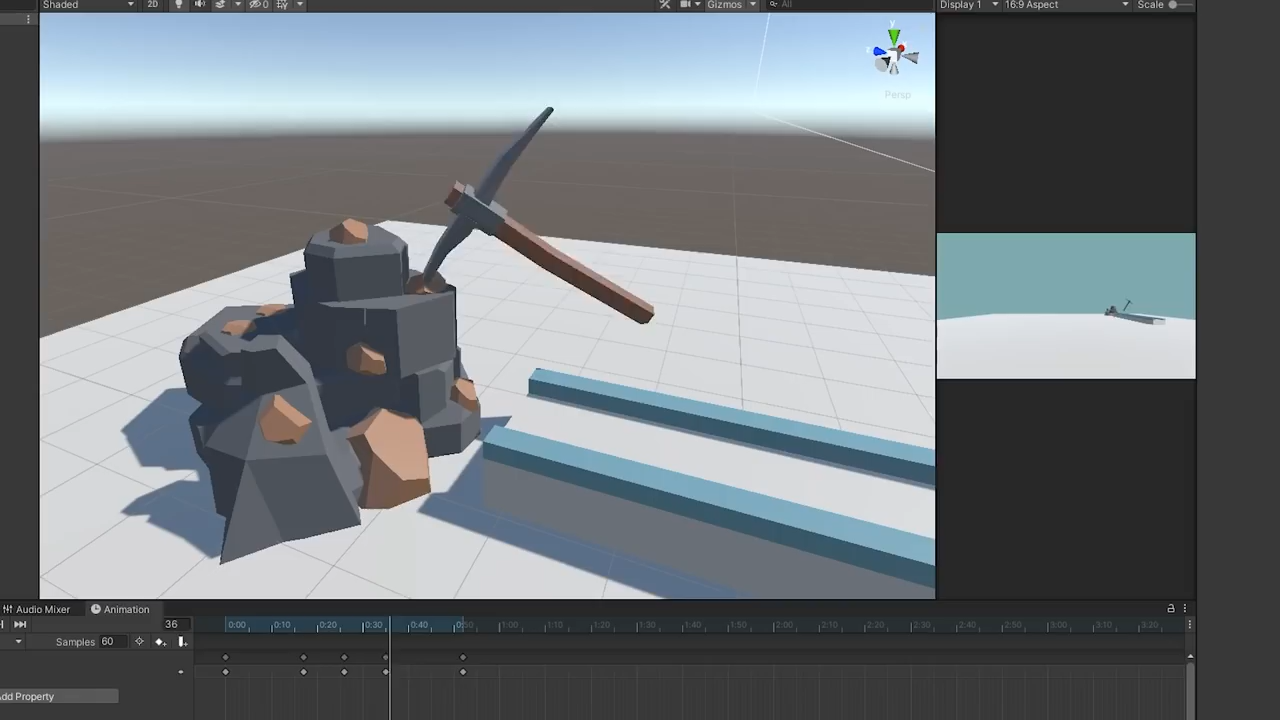 Shaded 2D 0 Gizmos All Display 1 16:9 Aspect Scale
y
z
Persp
Audio Mixer Animation
36 0:00 0:10 0:20 0:30 0:40 0:50 1:00 1:10 1:20 1:30 1:40 1:50 2:00 2:10 2:20 2:30 2:40 2:50 3:00 3:10 3:20
Samples 60
dd Property